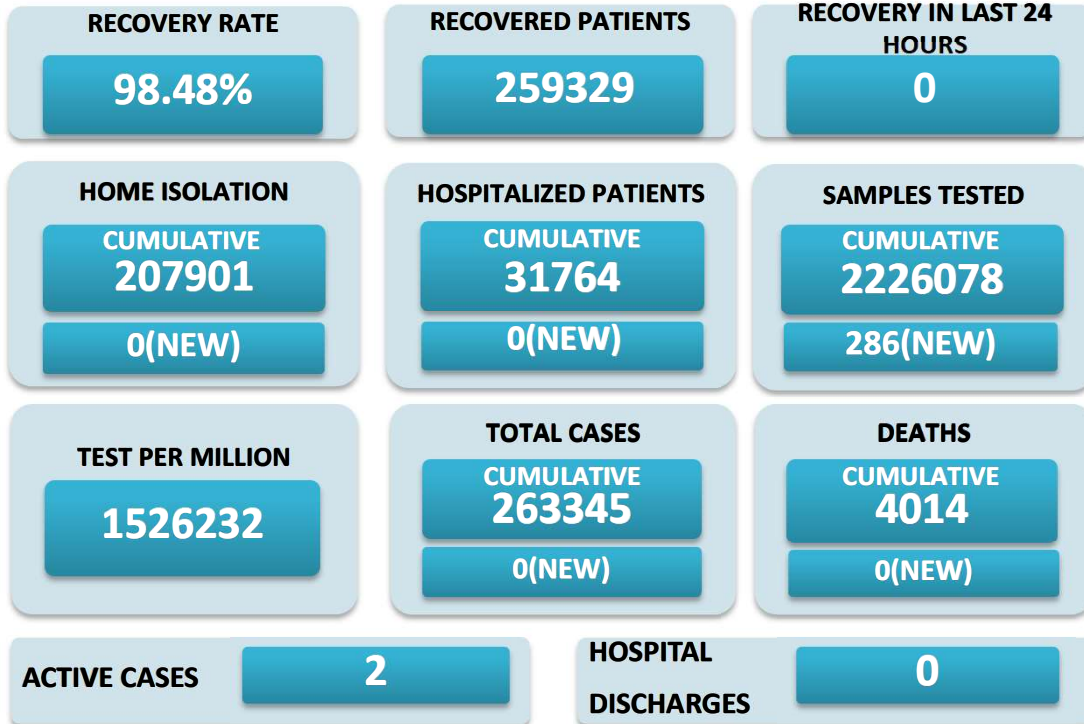 RECOVERY RATE
98.48%
RECOVERED PATIENTS
259329
RECOVERY IN LAST 24
HOURS
0
HOME ISOLATION
CUMULATIVE
207901
0(NEW)
HOSPITALIZED PATIENTS
CUMULATIVE
31764
0(NEW)
SAMPLES TESTED
CUMULATIVE
2226078
286(NEW)
TEST PER MILLION
1526232
TOTAL CASES
CUMULATIVE
263345
0(NEW)
DEATHS
CUMULATIVE
4014
0(NEW)
ACTIVE CASES
2
HOSPITAL
DISCHARGES
0